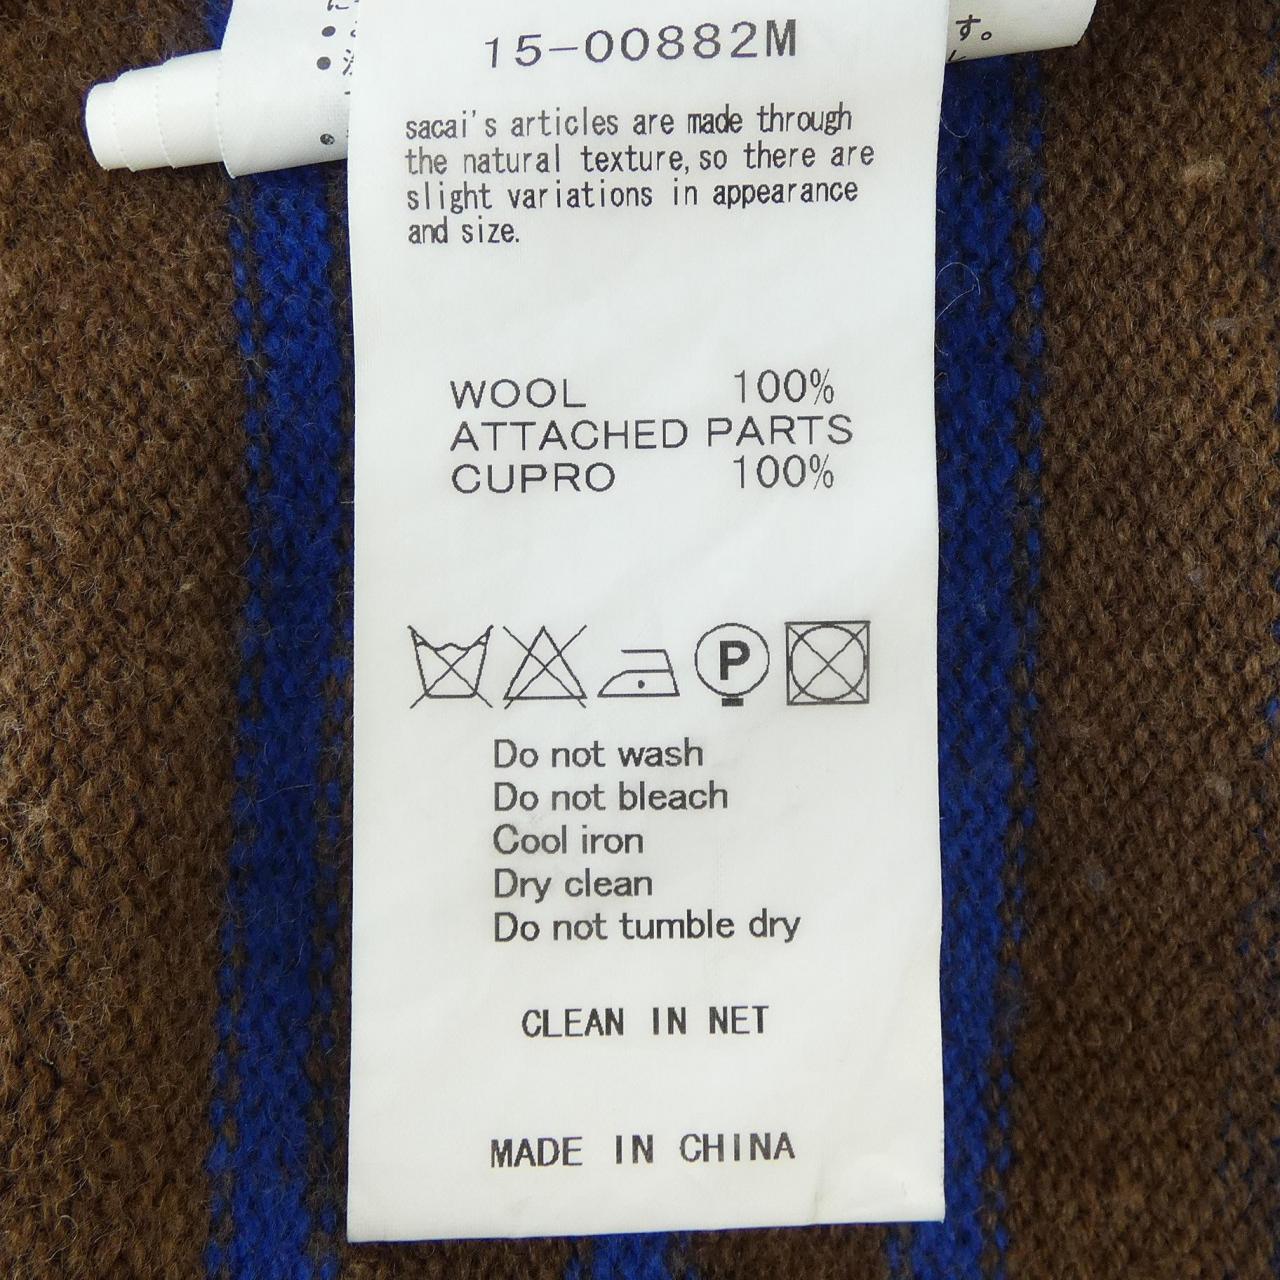 す。
15-00882M
sacai's articles are made through
the natural texture, so there are
slight variations in appearance
and size.
WOOL 100%
ATTACHED PARTS
CUPRO 100%
P
Do not wash
Do not bleach
Cool iron
Dry clean
Do not tumble dry
CLEAN IN NET
MADE IN CHINA